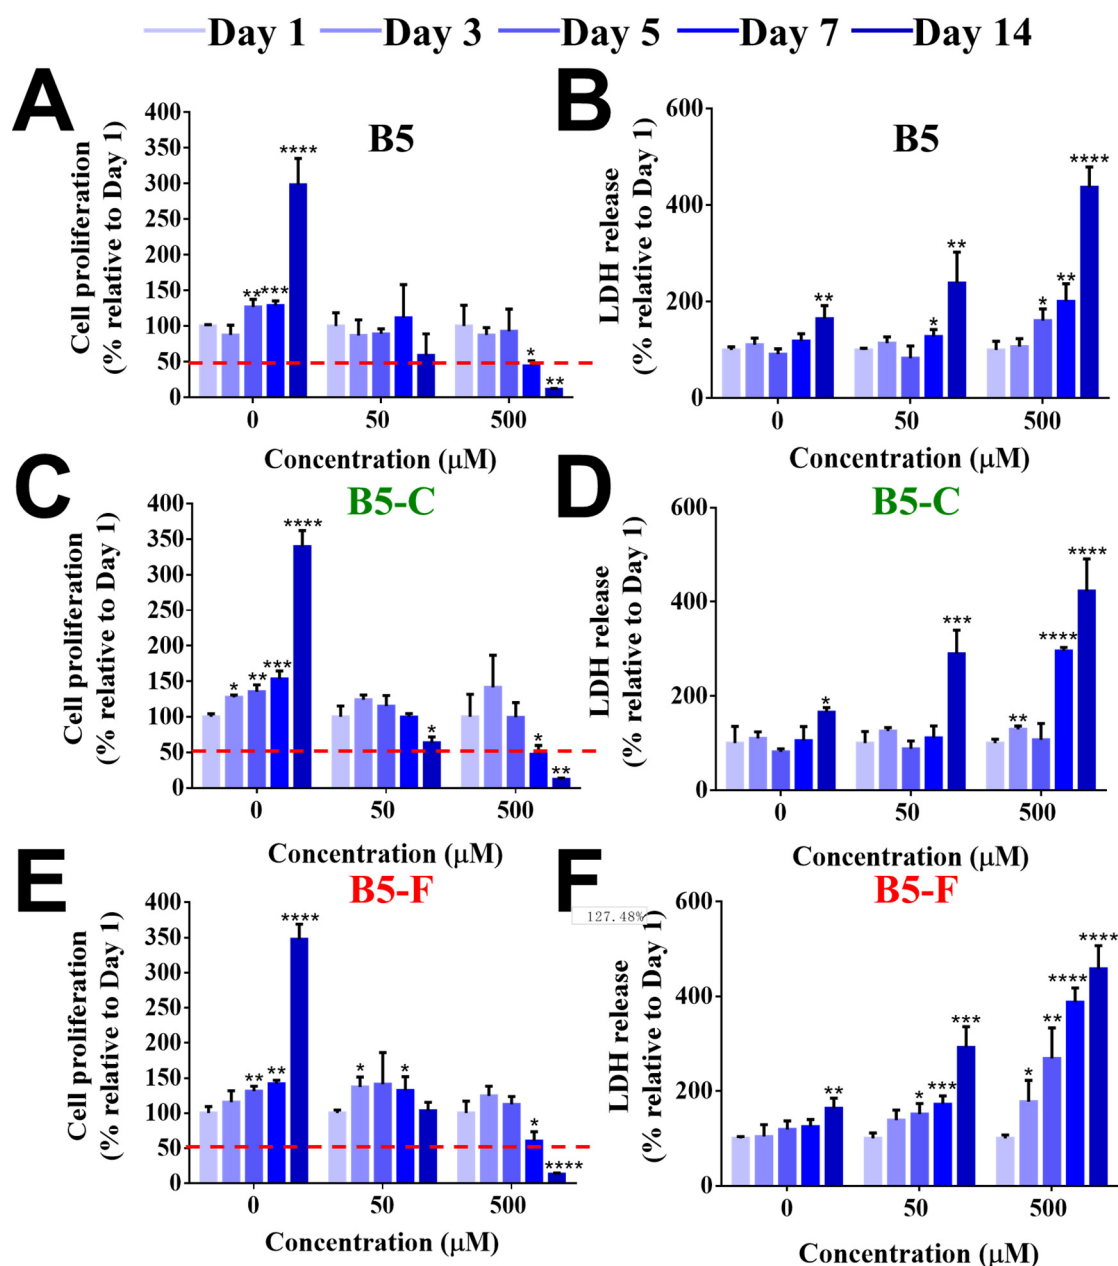 Day 1 Day 3 Day 5 Day 7 Day 14
A
B5
Cell proliferation
(% relative to Day 1)
400
350
300
250
200
150
100
50
0
**
***
****
*
**
0 50 500
Concentration (μM)
B
B5
LDH release
(% relative to Day 1)
600
400
200
0
**
*
**
*
**
****
0 50 500
Concentration (μM)
C
B5-C
Cell proliferation
(% relative to Day 1)
400
350
300
250
200
150
100
50
0
*
**
***
****
*
*
**
0 50 500
Concentration (μM)
D
B5-C
LDH release
(% relative to Day 1)
600
400
200
0
*
***
**
****
****
0 50 500
Concentration (μM)
E
B5-F
Cell proliferation
(% relative to Day 1)
400
350
300
250
200
150
100
50
0
**
**
****
*
*
*
****
0 50 500
Concentration (μM)
F
B5-F
127.48%
LDH release
(% relative to Day 1)
600
400
200
0
**
*
***
***
*
**
****
****
0 50 500
Concentration (μM)